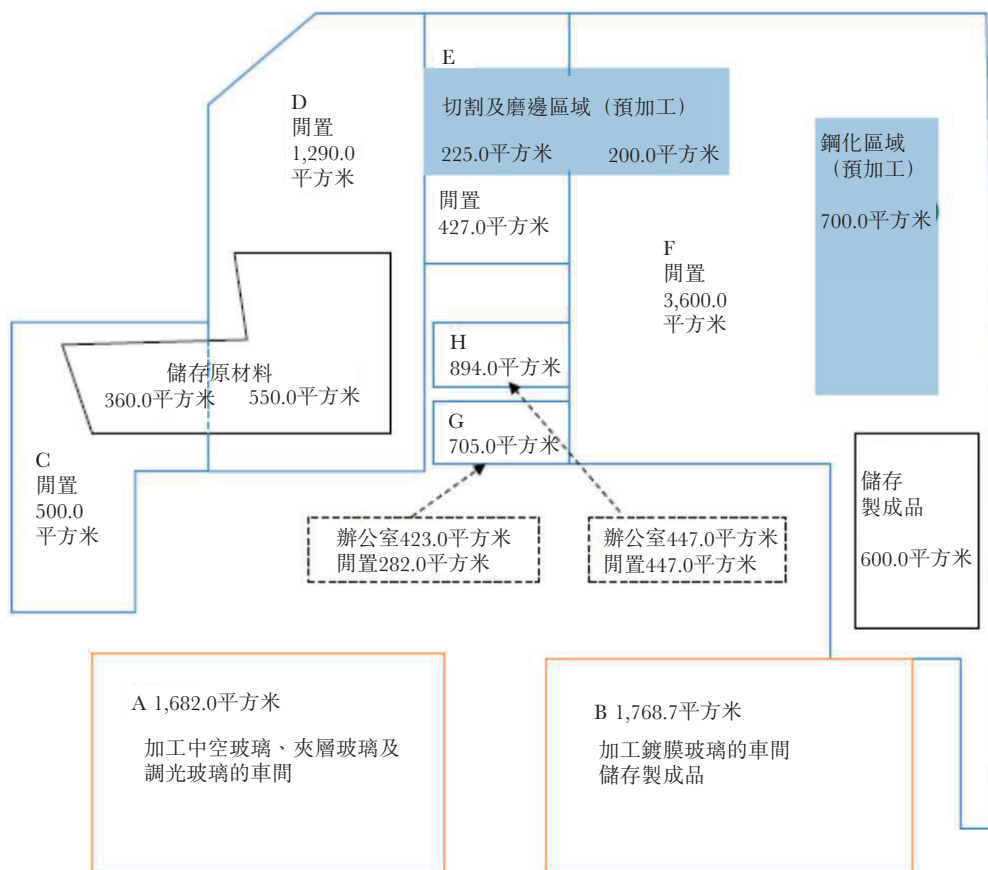 E
切割及磨邊區域（預加工）
225.0平方米
200.0平方米
D
閒置
1,290.0
平方米
鋼化區域
（預加工）
700.0平方米
閒置
427.0平方米
F
閒置
3,600.0
平方米
H
894.0平方米
儲存原材料
360.0平方米
550.0平方米
G
705.0平方米
C
閒置
500.0
平方米
儲存
製成品
600.0平方米
辦公室423.0平方米
閒置282.0平方米
辦公室447.0平方米
閒置447.0平方米
A 1,682.0平方米
加工中空玻璃、夾層玻璃及
調光玻璃的車間
B 1,768.7平方米
加工鍍膜玻璃的車間
儲存製成品